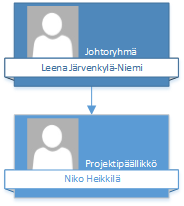 Johtoryhmä
Leena Järvenkylä-Niemi
Projektipäällikkö
Niko Heikkilä